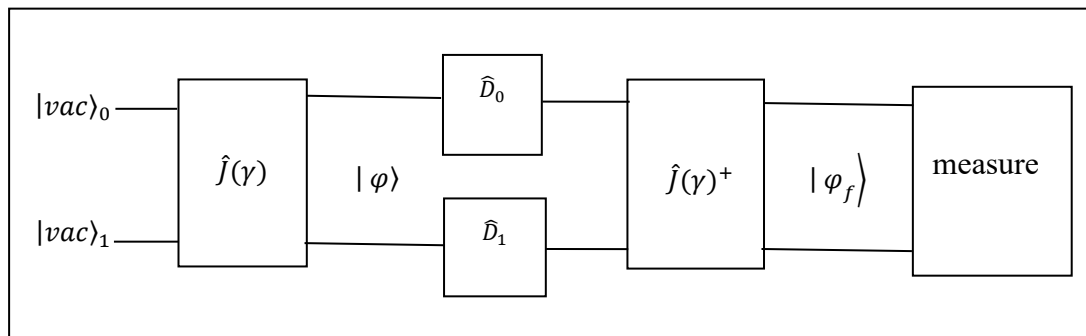 |vac⟩₀
Ĵ(γ)
|φ⟩
D̂₀
D̂₁
Ĵ(γ)⁺
|φ_f⟩
measure
|vac⟩₁